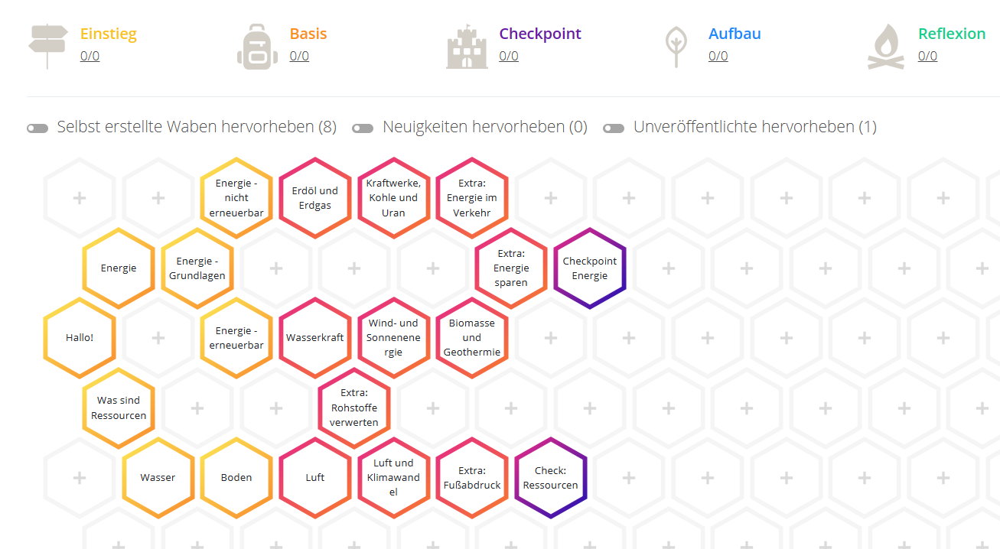 Einstieg
0/0
Basis
0/0
Checkpoint
0/0
Aufbau
0/0
Reflexion
0/0
Selbst erstellte Waben hervorheben (8)
Neuigkeiten hervorheben (0)
Unveröffentlichte hervorheben (1)
Energie -
nicht
erneuerbar
Erdöl und
Erdgas
Kraftwerke,
Kohle und
Uran
Extra:
Energie im
Verkehr
Energie
Energie -
Grundlagen
Extra:
Energie
sparen
Checkpoint
Energie
Hallo!
Energie -
erneuerbar
Wasserkraft
Wind- und
Sonnenene
rgie
Biomasse
und
Geothermie
Was sind
Ressourcen
Extra:
Rohstoffe
verwerten
Wasser
Boden
Luft
Luft und
Klimawand
el
Extra:
Fußabdruck
Check:
Ressourcen